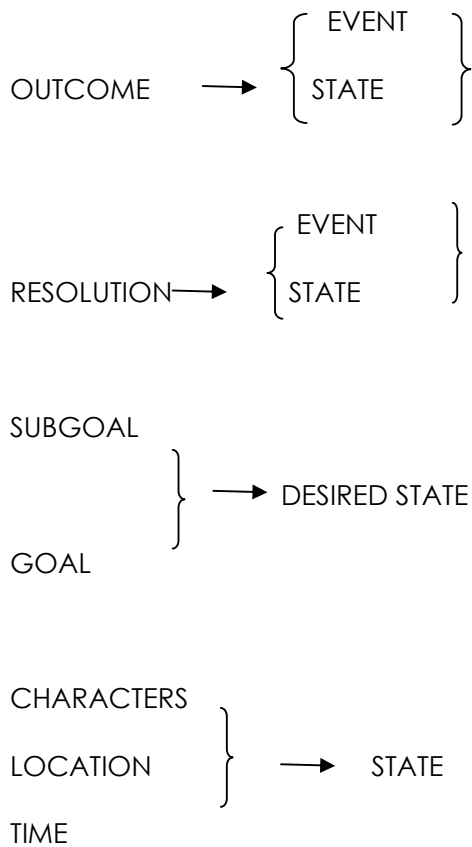 EVENT
OUTCOME STATE
EVENT
RESOLUTION STATE
SUBGOAL
DESIRED STATE
GOAL
CHARACTERS
LOCATION STATE
TIME